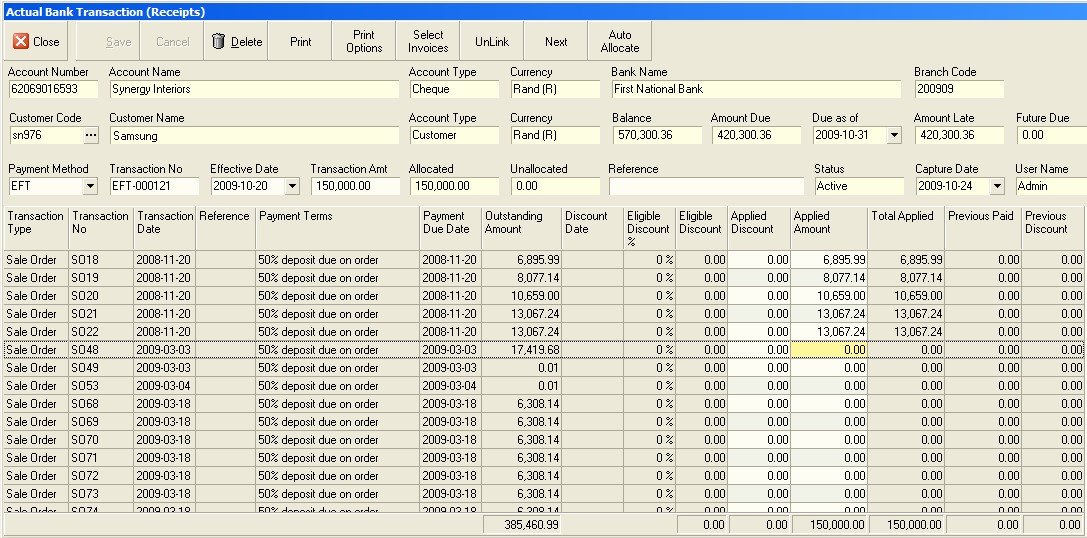 Actual Bank Transaction (Receipts)
Close Save Cancel Delete Print Print Options Select Invoices UnLink Next Auto Allocate
Account Number Account Name Account Type Currency Bank Name Branch Code
62069016593 Synergy Interiors Cheque Rand (R) First National Bank 200909
Customer Code Customer Name Account Type Currency Balance Amount Due Due as of Amount Late Future Due
sn976 ... Samsung Customer Rand (R) 570,300.36 420,300.36 2009-10-31 420,300.36 0.00
Payment Method Transaction No Effective Date Transaction Amt Allocated Unallocated Reference Status Capture Date User Name
EFT EFT-000121 2009-10-20 150,000.00 150,000.00 0.00 Active 2009-10-24 Admin
Transaction Type Transaction No Transaction Date Reference Payment Terms Payment Due Date Outstanding Amount Discount Date Eligible Discount % Eligible Discount Applied Discount Applied Amount Total Applied Previous Paid Previous Discount
Sale Order SO18 2008-11-20 50% deposit due on order 2008-11-20 6,895.99 0 % 0.00 0.00 6,895.99 6,895.99 0.00 0.00
Sale Order SO19 2008-11-20 50% deposit due on order 2008-11-20 8,077.14 0 % 0.00 0.00 8,077.14 8,077.14 0.00 0.00
Sale Order SO20 2008-11-20 50% deposit due on order 2008-11-20 10,659.00 0 % 0.00 0.00 10,659.00 10,659.00 0.00 0.00
Sale Order SO21 2008-11-20 50% deposit due on order 2008-11-20 13,067.24 0 % 0.00 0.00 13,067.24 13,067.24 0.00 0.00
Sale Order SO22 2008-11-20 50% deposit due on order 2008-11-20 13,067.24 0 % 0.00 0.00 13,067.24 13,067.24 0.00 0.00
Sale Order SO48 2009-03-03 50% deposit due on order 2009-03-03 17,419.68 0 % 0.00 0.00 0.00 0.00 0.00 0.00
Sale Order SO49 2009-03-03 50% deposit due on order 2009-03-03 0.01 0 % 0.00 0.00 0.00 0.00 0.00 0.00
Sale Order SO53 2009-03-04 50% deposit due on order 2009-03-04 0.01 0 % 0.00 0.00 0.00 0.00 0.00 0.00
Sale Order SO68 2009-03-18 50% deposit due on order 2009-03-18 6,308.14 0 % 0.00 0.00 0.00 0.00 0.00 0.00
Sale Order SO69 2009-03-18 50% deposit due on order 2009-03-18 6,308.14 0 % 0.00 0.00 0.00 0.00 0.00 0.00
Sale Order SO70 2009-03-18 50% deposit due on order 2009-03-18 6,308.14 0 % 0.00 0.00 0.00 0.00 0.00 0.00
Sale Order SO71 2009-03-18 50% deposit due on order 2009-03-18 6,308.14 0 % 0.00 0.00 0.00 0.00 0.00 0.00
Sale Order SO72 2009-03-18 50% deposit due on order 2009-03-18 6,308.14 0 % 0.00 0.00 0.00 0.00 0.00 0.00
Sale Order SO73 2009-03-18 50% deposit due on order 2009-03-18 6,308.14 0 % 0.00 0.00 0.00 0.00 0.00 0.00
Sale Order SO74 2009-03-18 50% deposit due on order 2009-03-18 6,308.14 0 % 0.00 0.00 0.00 0.00 0.00 0.00
385,460.99 0.00 0.00 150,000.00 150,000.00 0.00 0.00